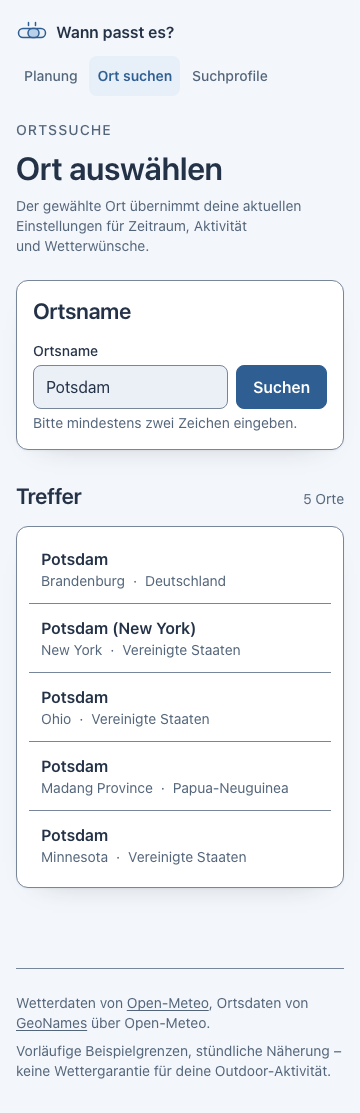 Wann passt es?
Planung Ort suchen Suchprofile
ORTSSUCHE
Ort auswählen
Der gewählte Ort übernimmt deine aktuellen
Einstellungen für Zeitraum, Aktivität
und Wetterwünsche.
Ortsname
Ortsname
Potsdam Suchen
Bitte mindestens zwei Zeichen eingeben.
Treffer 5 Orte
Potsdam
Brandenburg · Deutschland
Potsdam (New York)
New York · Vereinigte Staaten
Potsdam
Ohio · Vereinigte Staaten
Potsdam
Madang Province · Papua-Neuguinea
Potsdam
Minnesota · Vereinigte Staaten
Wetterdaten von Open-Meteo, Ortsdaten von
GeoNames über Open-Meteo.
Vorläufige Beispielgrenzen, stündliche Näherung –
keine Wettergarantie für deine Outdoor-Aktivität.